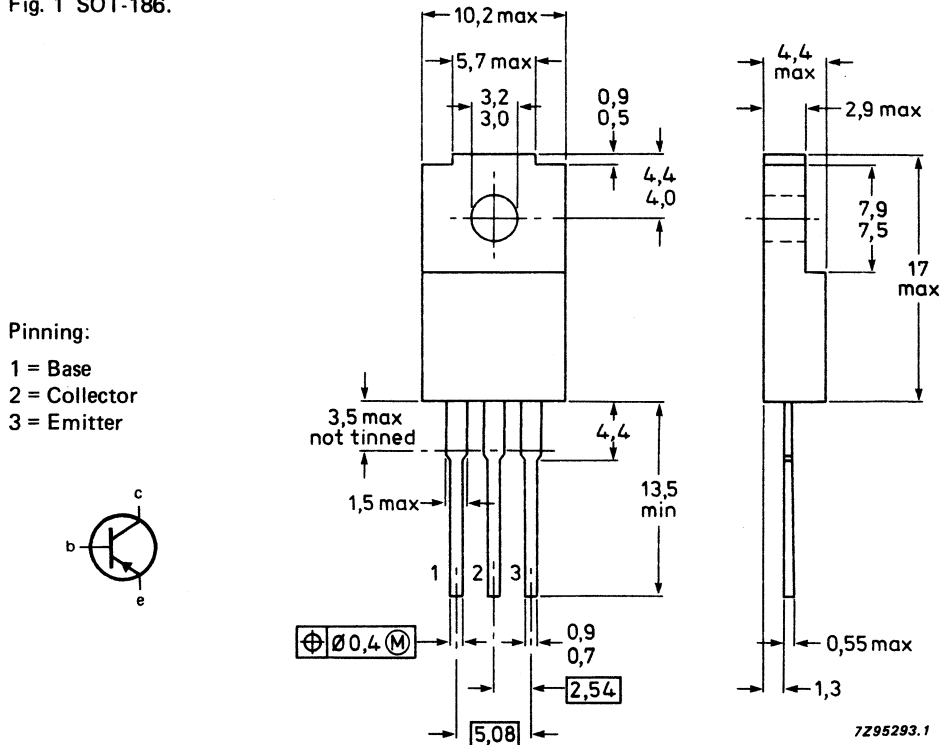 Fig. 1 SOT-186.
10,2 max
5,7 max
3,2
3,0
0,9
0,5
4,4
4,0
4,4
max
2,9 max
7,9
7,5
17
max
Pinning:
1 = Base
2 = Collector
3 = Emitter
3,5 max
not tinned
4,4
1,5 max
13,5
min
c
b
e
1
2
3
Ø 0,4 Ⓜ
0,9
0,7
0,55 max
2,54
1,3
5,08
7Z95293.1